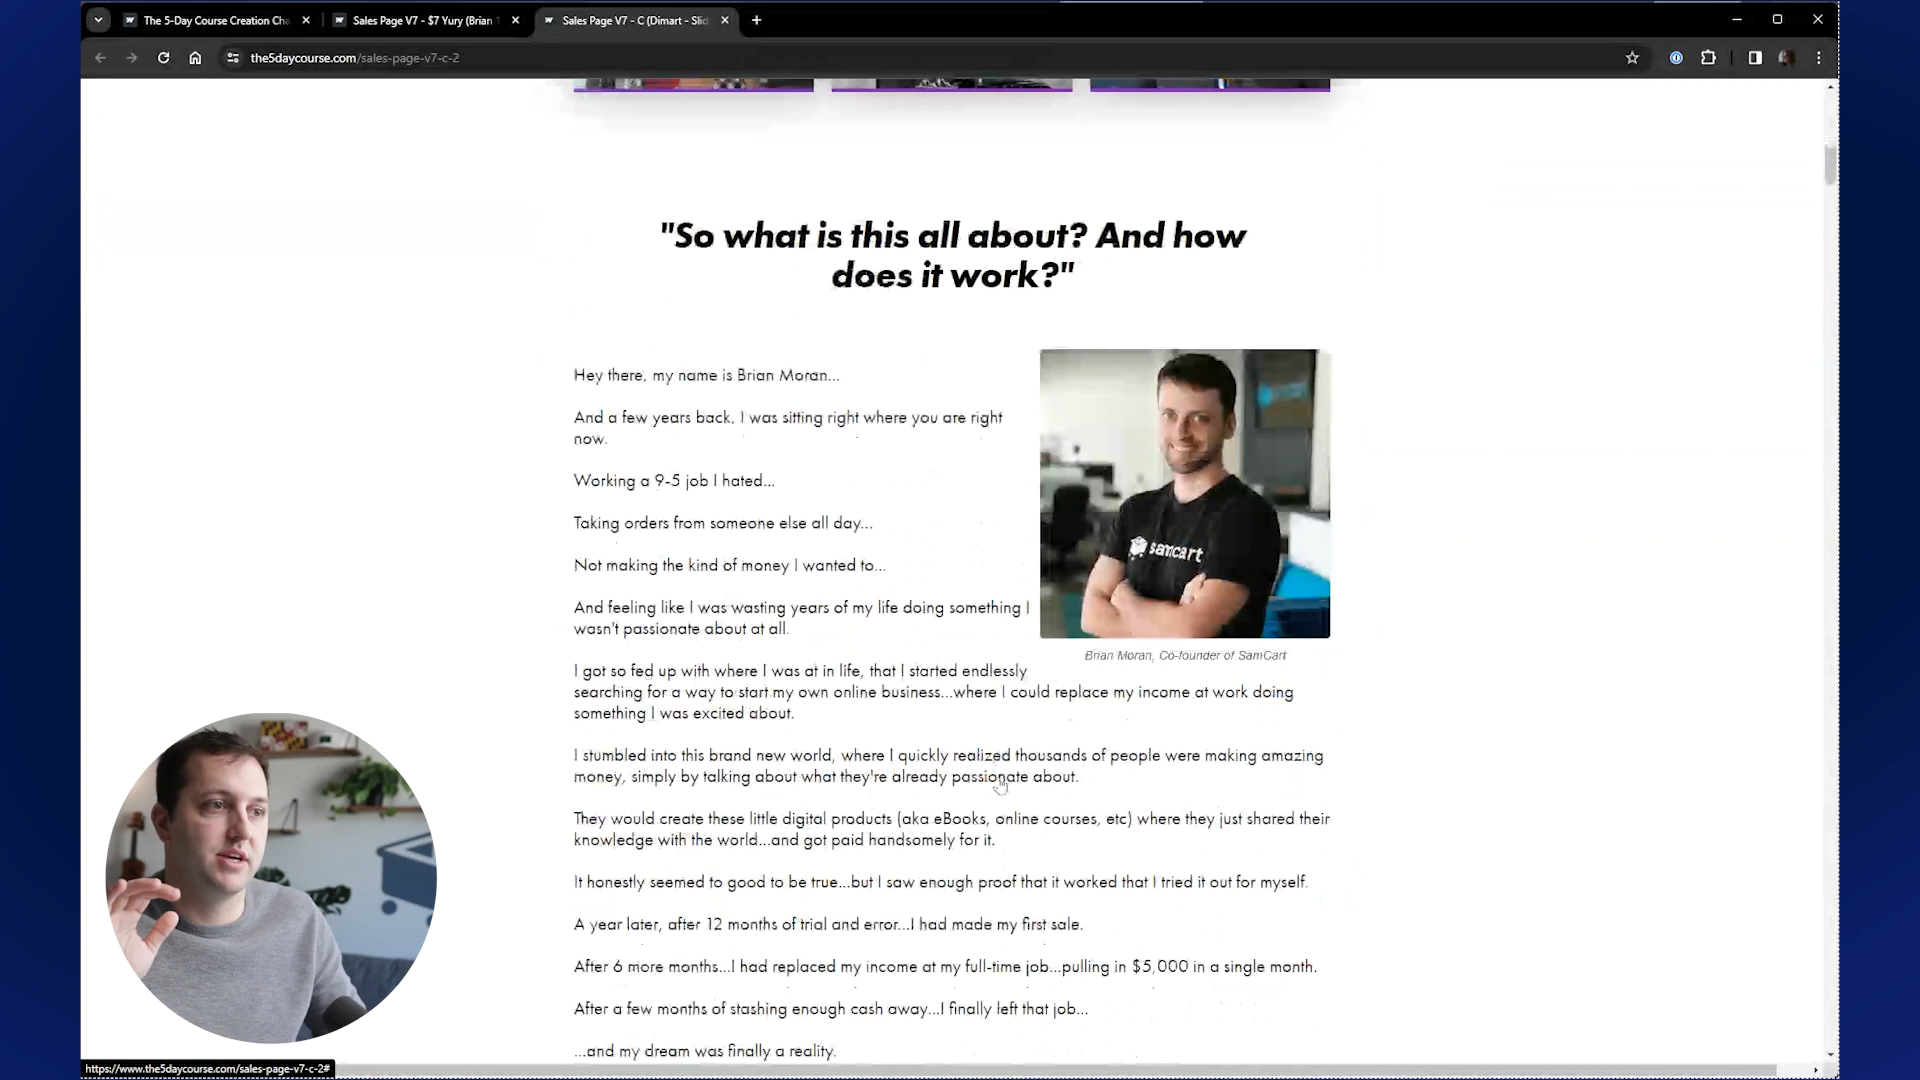 The 5-Day Course Creation Cha
Sales Page V7 - $7 Yury (Brian
Sales Page V7 - C (Dimart - Slid
the5daycourse.com/sales-page-v7-c-2
"So what is this all about? And how
does it work?"
Hey there, my name is Brian Moran...
And a few years back, I was sitting right where you are right
now.
Working a 9-5 job I hated...
Taking orders from someone else all day...
Not making the kind of money I wanted to...
And feeling like I was wasting years of my life doing something I
wasn't passionate about at all.
samcart
Brian Moran, Co-founder of SamCart
I got so fed up with where I was at in life, that I started endlessly
searching for a way to start my own online business...where I could replace my income at work doing
something I was excited about.
I stumbled into this brand new world, where I quickly realized thousands of people were making amazing
money, simply by talking about what they're already passionate about.
They would create these little digital products (aka eBooks, online courses, etc) where they just shared their
knowledge with the world...and got paid handsomely for it.
It honestly seemed to good to be true...but I saw enough proof that it worked that I tried it out for myself.
A year later, after 12 months of trial and error...I had made my first sale.
After 6 more months...I had replaced my income at my full-time job...pulling in $5,000 in a single month.
After a few months of stashing enough cash away...I finally left that job...
...and my dream was finally a reality.
https://www.the5daycourse.com/sales-page-v7-c-2#